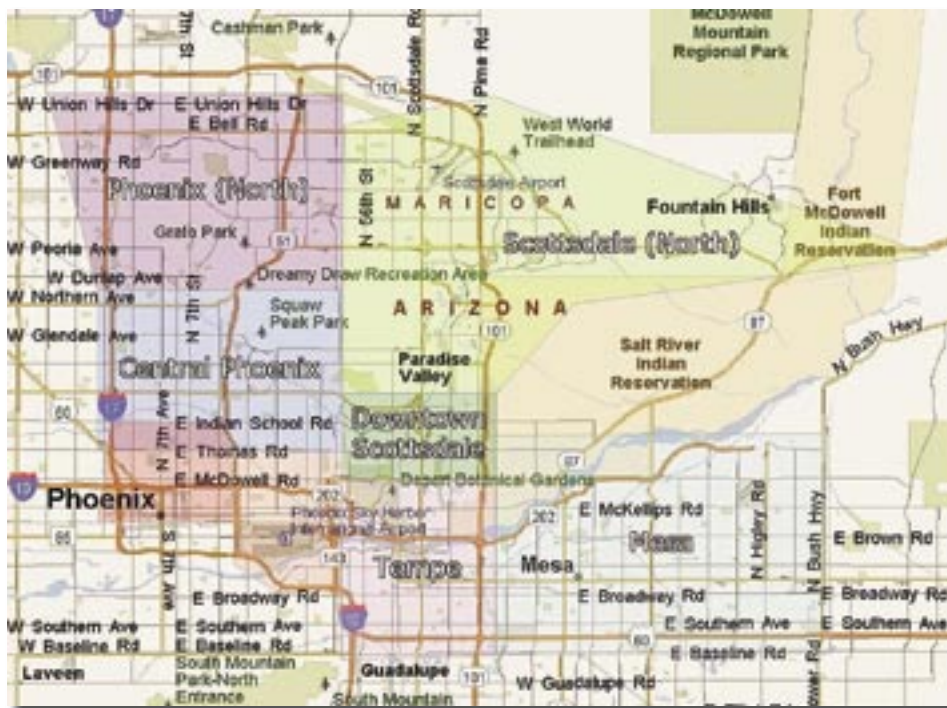 17
7th St
Cashman Park
N Scottsdale Rd
N Pima Rd
McDowell
Mountain
Regional Park
101
101
W Union Hills Dr
E Union Hills Dr
E Bell Rd
West World
Trailhead
W Greenway Rd
Phoenix (North)
N 56th St
Scottsdale Airport
MARICOPA
Fountain Hills
Fort
McDowell
Indian
Reservation
Scottsdale (North)
W Peoria Ave
51
W Dunlap Ave
Dreamy Draw Recreation Area
W Northern Ave
N 7th St
Squaw
Peak Park
ARIZONA
101
87
W Glendale Ave
Salt River
Indian
Reservation
N Bush Hwy
Central Phoenix
Paradise
Valley
17
60
N 7th Ave
E Indian School Rd
Downtown
Scottsdale
E Thomas Rd
87
E McDowell Rd
Desert Botanical Gardens
Phoenix
202
Phoenix Sky Harbor
International Airport
202
E McKellips Rd
N Higley Rd
N Bush Hwy
85
S 7th Ave
143
Tempe
Mesa
Mesa
E Brown Rd
E Broadway Rd
E Broadway Rd
E Broadway Rd
W Southern Ave
E Southern Ave
60
E Southern Ave
E Southern Ave
W Baseline Rd
E Baseline Rd
E Baseline Rd
Laveen
South Mountain
Park-North
Entrance
Guadalupe
South Mountain
101
W Guadalupe Rd